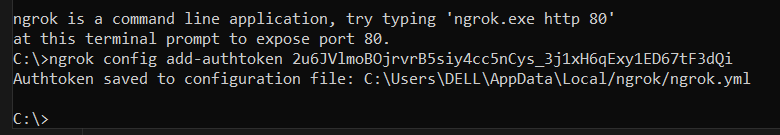 ngrok is a command line application, try typing 'ngrok.exe http 80'
at this terminal prompt to expose port 80.
C:\>ngrok config add-authtoken 2u6JVlmoBOjrvrB5siy4cc5nCys_3j1xH6qExy1ED67tF3dQi
Authtoken saved to configuration file: C:\Users\DELL\AppData\Local/ngrok/ngrok.yml
C:\>